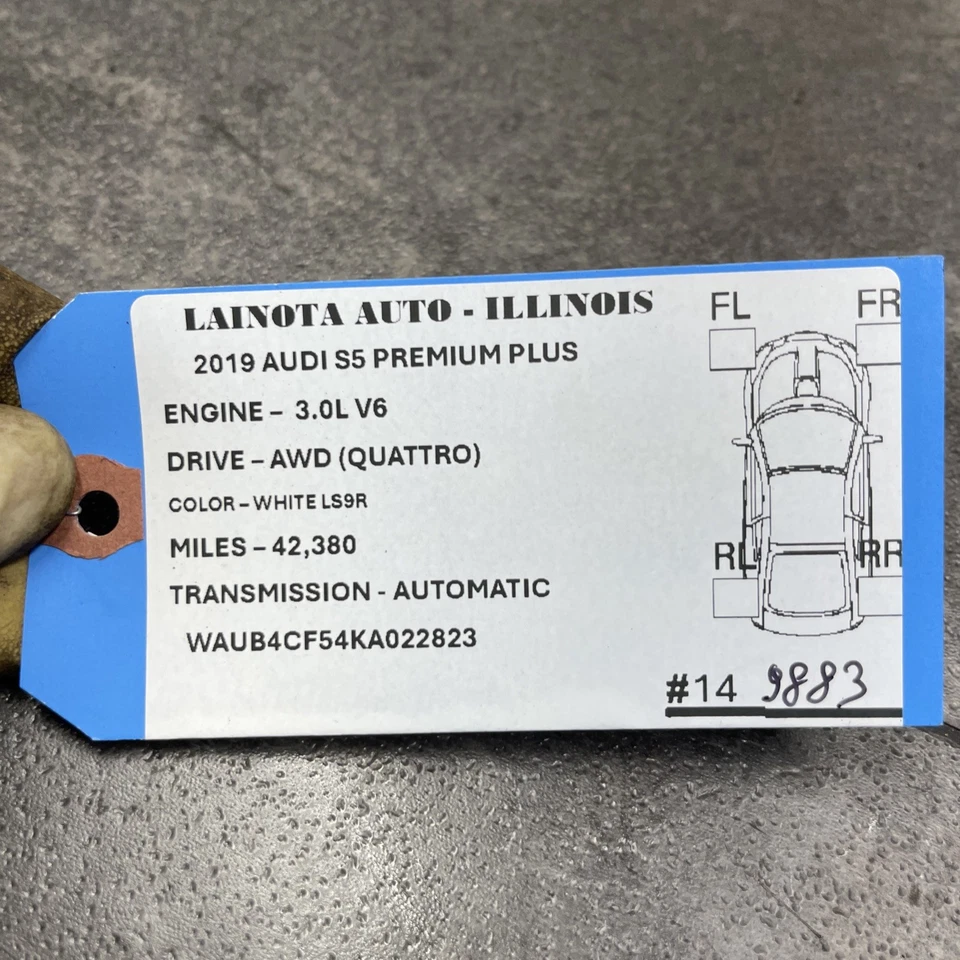 LAINOTA AUTO - ILLINOIS
2019 AUDI S5 PREMIUM PLUS
ENGINE – 3.0L V6
DRIVE – AWD (QUATTRO)
COLOR – WHITE LS9R
MILES – 42,380
TRANSMISSION - AUTOMATIC
WAUB4CF54KA022823
FL FR
RL RR
#14 9883